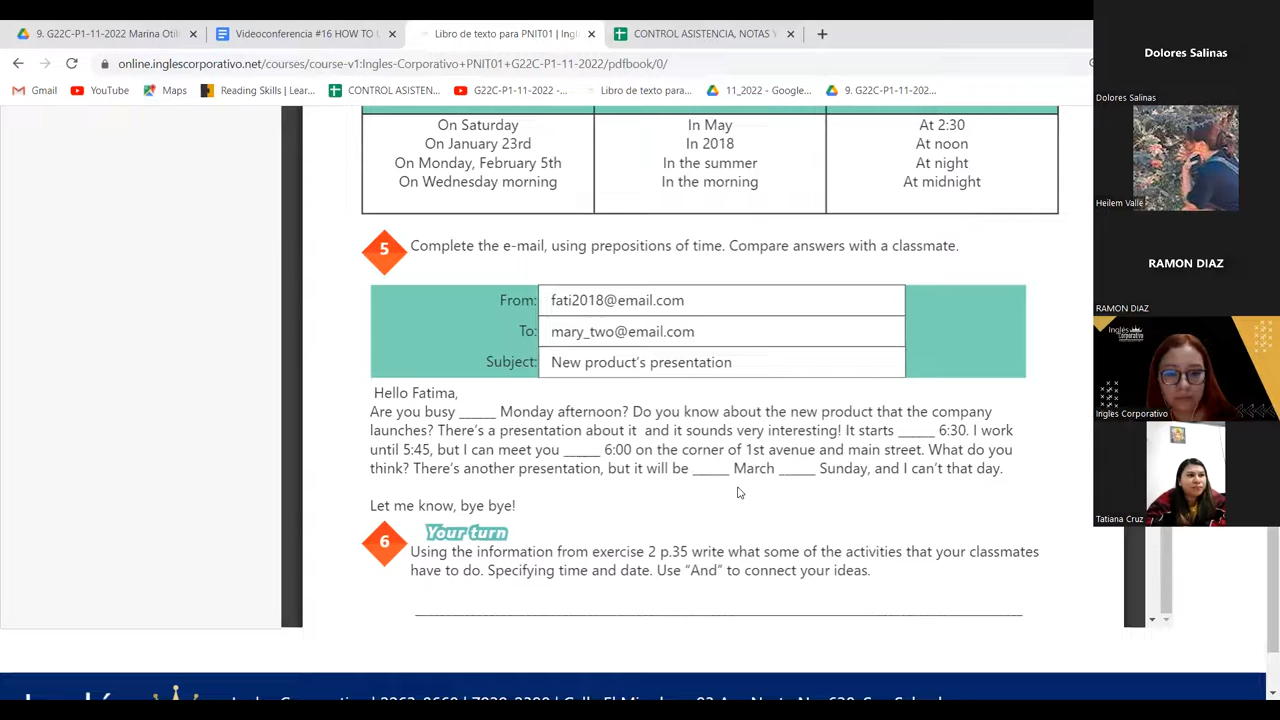 9. G22C-P1-11-2022 Marina Otili
Videoconferencia #16 HOW TO U
Libro de texto para PNIT01 | Ingle
CONTROL ASISTENCIA, NOTAS Y
online.inglescorporativo.net/courses/course-v1:Ingles-Corporativo+PNIT01+G22C-P1-11-2022/pdfbook/0/
Gmail
YouTube
Maps
Reading Skills | Lear...
CONTROL ASISTEN...
G22C-P1-11-2022 -...
Libro de texto para...
11_2022 - Google...
9. G22C-P1-11-202...
On Saturday
On January 23rd
On Monday, February 5th
On Wednesday morning
In May
In 2018
In the summer
In the morning
At 2:30
At noon
At night
At midnight
5 Complete the e-mail, using prepositions of time. Compare answers with a classmate.
From: fati2018@email.com
To: mary_two@email.com
Subject: New product's presentation
Hello Fatima,
Are you busy ______ Monday afternoon? Do you know about the new product that the company
launches? There's a presentation about it and it sounds very interesting! It starts ______ 6:30. I work
until 5:45, but I can meet you ______ 6:00 on the corner of 1st avenue and main street. What do you
think? There's another presentation, but it will be ______ March ______ Sunday, and I can't that day.
Let me know, bye bye!
6 Your turn
Using the information from exercise 2 p.35 write what some of the activities that your classmates
have to do. Specifying time and date. Use “And” to connect your ideas.
Dolores Salinas
Dolores Salinas
Heilem Valle
RAMON DIAZ
RAMON DIAZ
Inglés
Corporativo
Ingles Corporativo
Tatiana Cruz